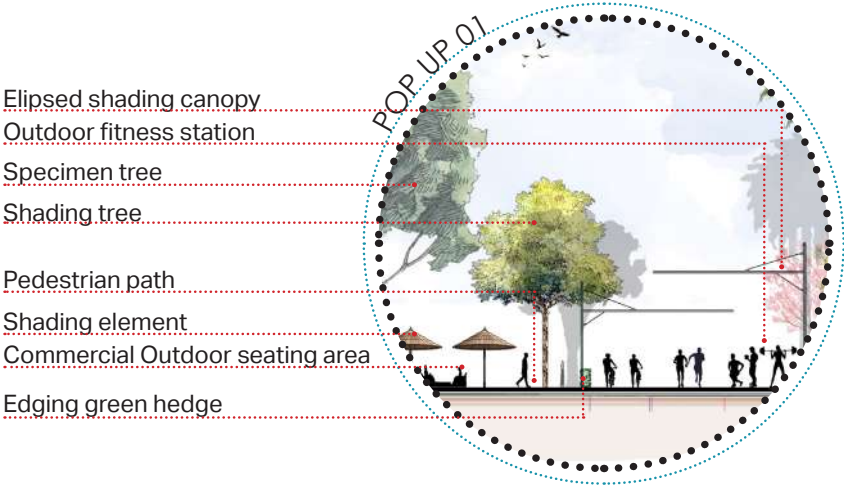 POP UP 01
Elipsed shading canopy
Outdoor fitness station
Specimen tree
Shading tree
Pedestrian path
Shading element
Commercial Outdoor seating area
Edging green hedge